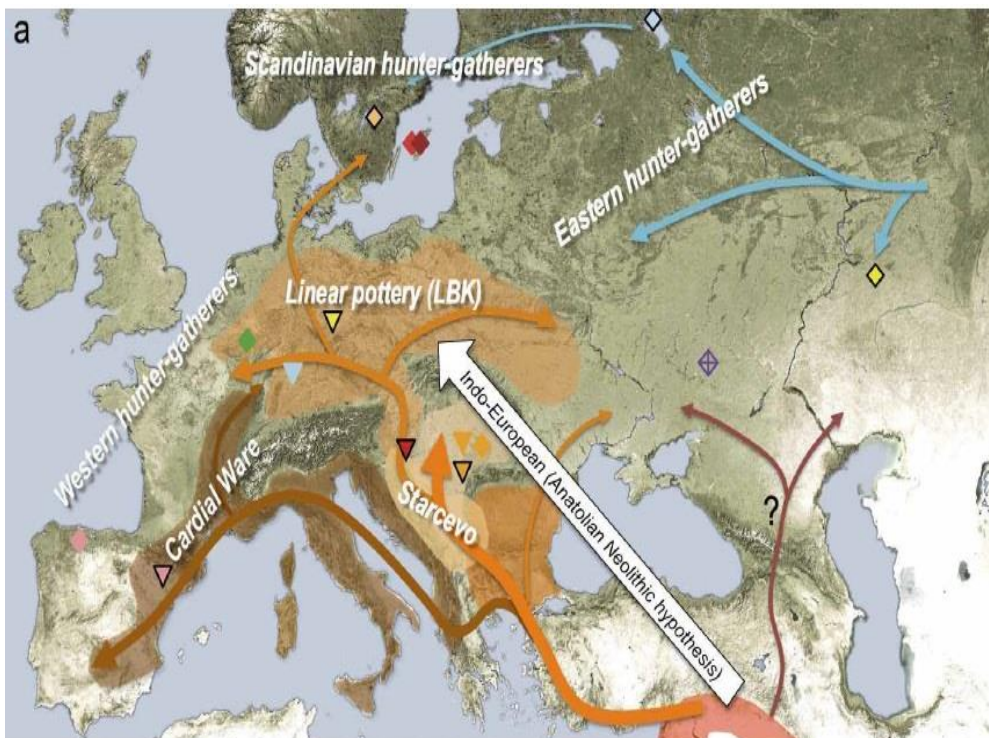 a
Scandinavian hunter-gatherers
Eastern hunter-gatherers
Linear pottery (LBK)
Western hunter-gatherers
Indo-European (Anatolian Neolithic hypothesis)
Starcevo
Cardial Ware
?